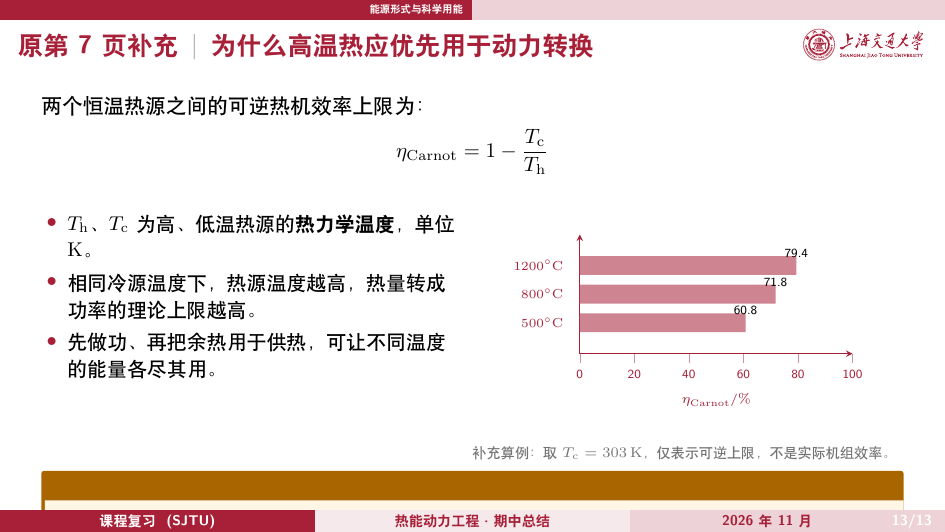 能源形式与科学用能
原第 7 页补充 | 为什么高温热应优先用于动力转换
上海交通大学
SHANGHAI JIAO TONG UNIVERSITY
两个恒温热源之间的可逆热机效率上限为：
η_Carnot = 1 − T_c / T_h
• T_h、T_c 为高、低温热源的热力学温度，单位
K。
• 相同冷源温度下，热源温度越高，热量转成
功率的理论上限越高。
• 先做功、再把余热用于供热，可让不同温度
的能量各尽其用。
1200°C 79.4
800°C 71.8
500°C 60.8
0 20 40 60 80 100
η_Carnot/%
补充算例：取 T_c = 303 K，仅表示可逆上限，不是实际机组效率。
课程复习 (SJTU) 热能动力工程 · 期中总结 2026 年 11 月 13/13